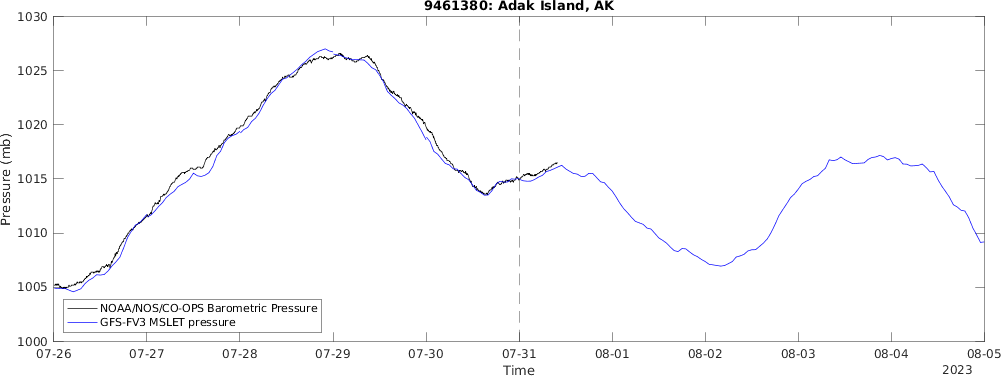 9461380: Adak Island, AK
Pressure (mb)
1030
1025
1020
1015
1010
1005
1000
NOAA/NOS/CO-OPS Barometric Pressure
GFS-FV3 MSLET pressure
07-26 07-27 07-28 07-29 07-30 07-31 08-01 08-02 08-03 08-04 08-05
Time
2023